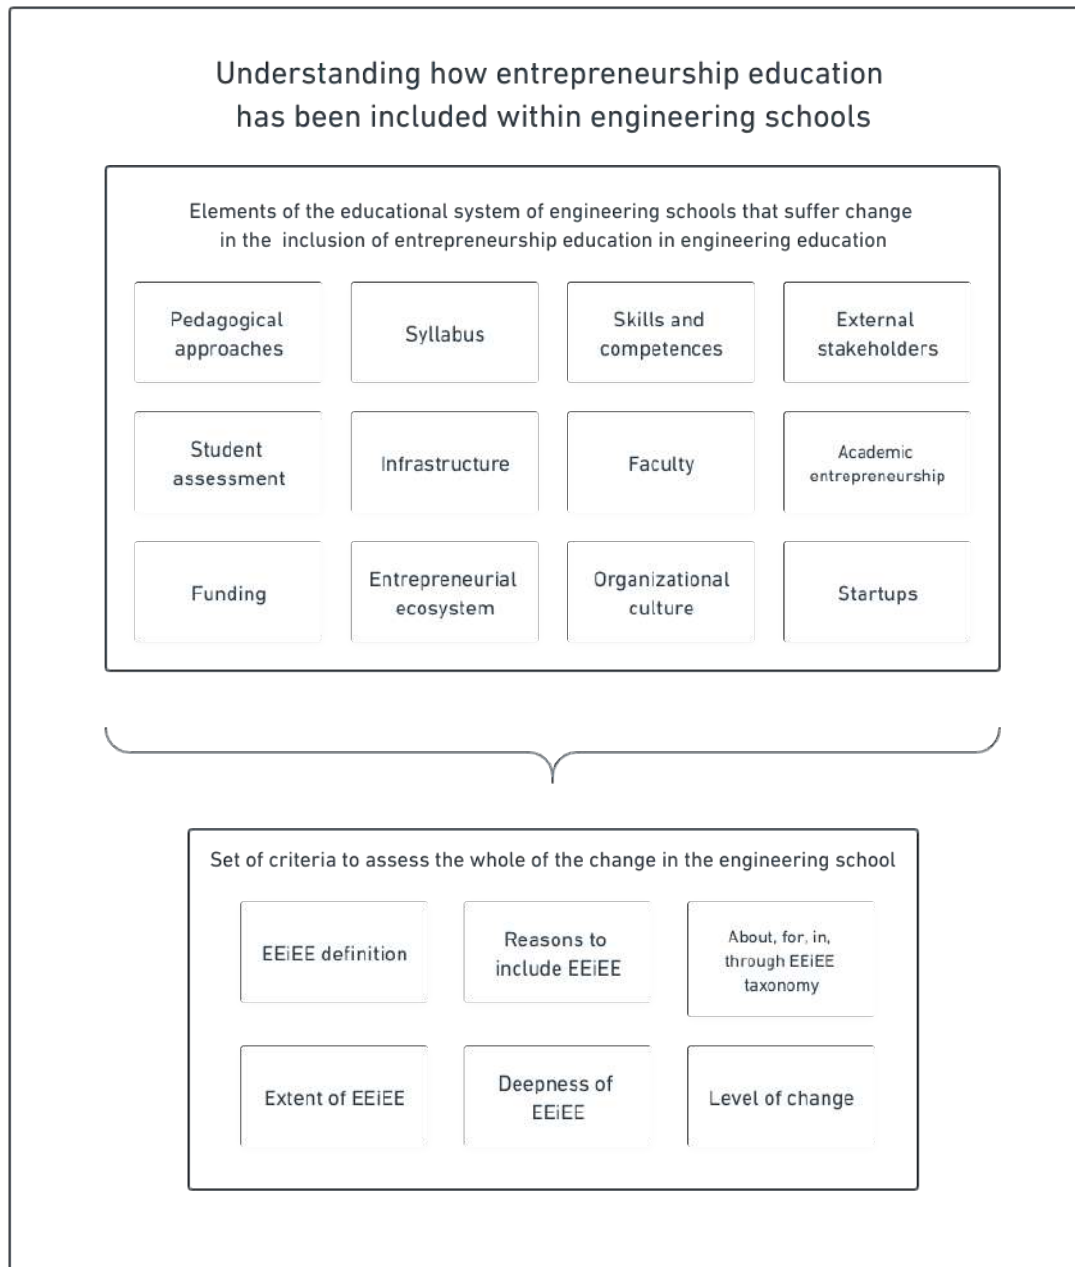 Understanding how entrepreneurship education
has been included within engineering schools
Elements of the educational system of engineering schools that suffer change
in the inclusion of entrepreneurship education in engineering education
Pedagogical
approaches
Syllabus
Skills and
competences
External
stakeholders
Student
assessment
Infrastructure
Faculty
Academic
entrepreneurship
Funding
Entrepreneurial
ecosystem
Organizational
culture
Startups
Set of criteria to assess the whole of the change in the engineering school
EEiEE definition
Reasons to
include EEiEE
About, for, in,
through EEiEE
taxonomy
Extent of EEiEE
Deepness of
EEiEE
Level of change